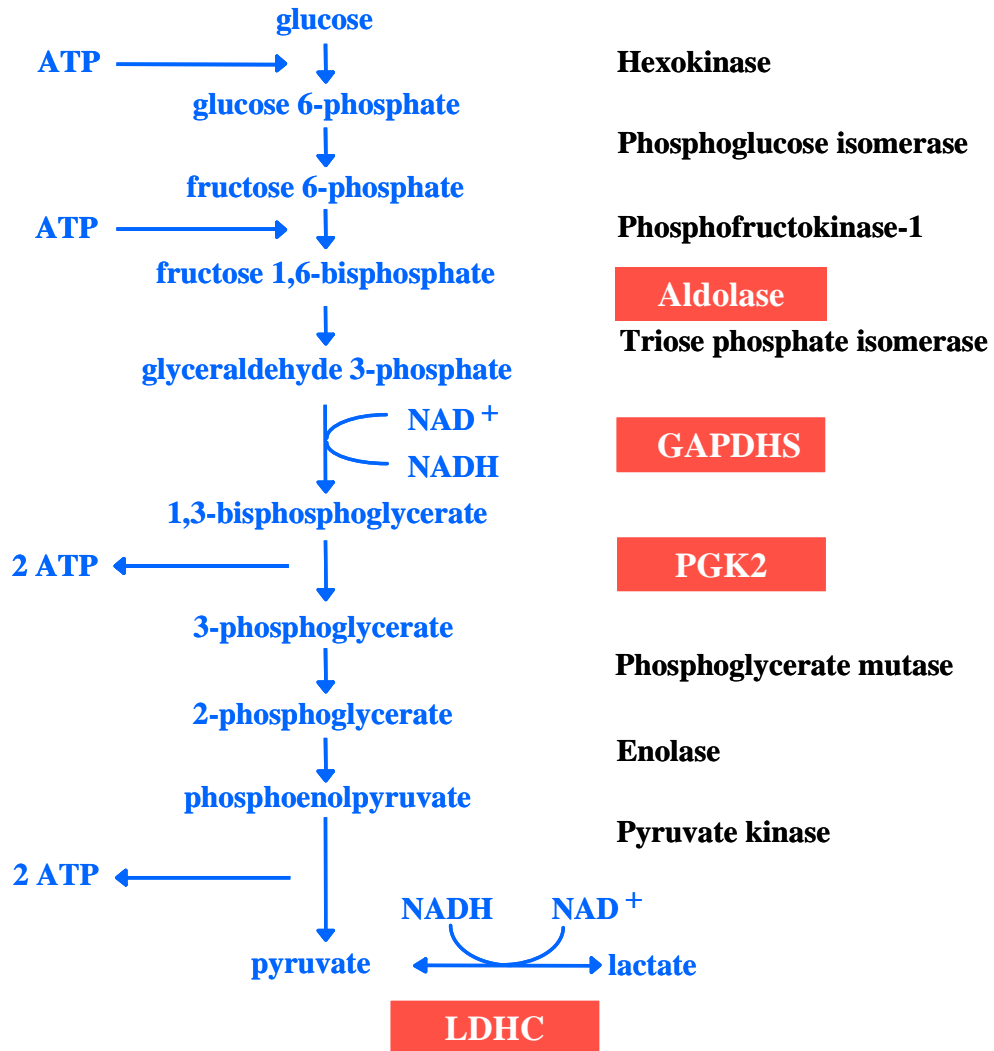 glucose
ATP
Hexokinase
glucose 6-phosphate
Phosphoglucose isomerase
fructose 6-phosphate
ATP
Phosphofructokinase-1
fructose 1,6-bisphosphate
Aldolase
Triose phosphate isomerase
glyceraldehyde 3-phosphate
NAD +
GAPDHS
NADH
1,3-bisphosphoglycerate
2 ATP
PGK2
3-phosphoglycerate
Phosphoglycerate mutase
2-phosphoglycerate
Enolase
phosphoenolpyruvate
Pyruvate kinase
2 ATP
NADH
NAD +
pyruvate
lactate
LDHC